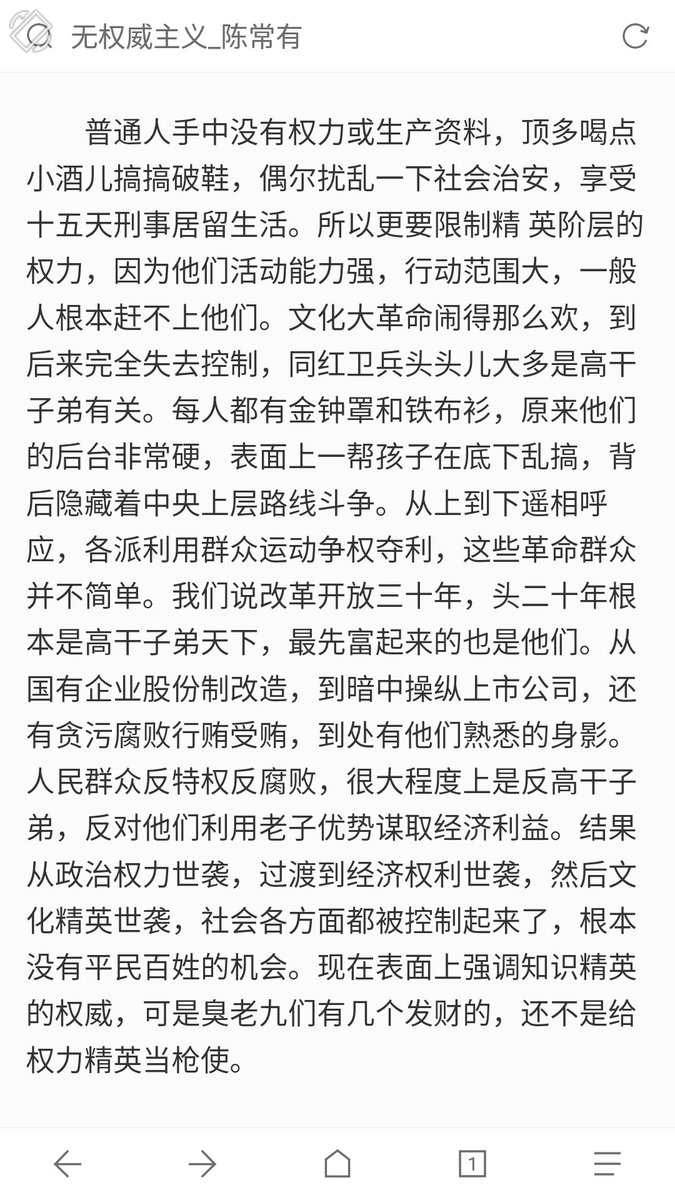 无权威主义_陈常有
普通人手中没有权力或生产资料，顶多喝点
小酒儿搞搞破鞋，偶尔扰乱一下社会治安，享受
十五天刑事居留生活。所以更要限制精 英阶层的
权力，因为他们活动能力强，行动范围大，一般
人根本赶不上他们。文化大革命闹得那么欢，到
后来完全失去控制，同红卫兵头头儿大多是高干
子弟有关。每人都有金钟罩和铁布衫，原来他们
的后台非常硬，表面上一帮孩子在底下乱搞，背
后隐藏着中央上层路线斗争。从上到下遥相呼
应，各派利用群众运动争权夺利，这些革命群众
并不简单。我们说改革开放三十年，头二十年根
本是高干子弟天下，最先富起来的也是他们。从
国有企业股份制改造，到暗中操纵上市公司，还
有贪污腐败行贿受贿，到处有他们熟悉的身影。
人民群众反特权反腐败，很大程度上是反高干子
弟，反对他们利用老子优势谋取经济利益。结果
从政治权力世袭，过渡到经济权利世袭，然后文
化精英世袭，社会各方面都被控制起来了，根本
没有平民百姓的机会。现在表面上强调知识精英
的权威，可是臭老九们有几个发财的，还不是给
权力精英当枪使。
1